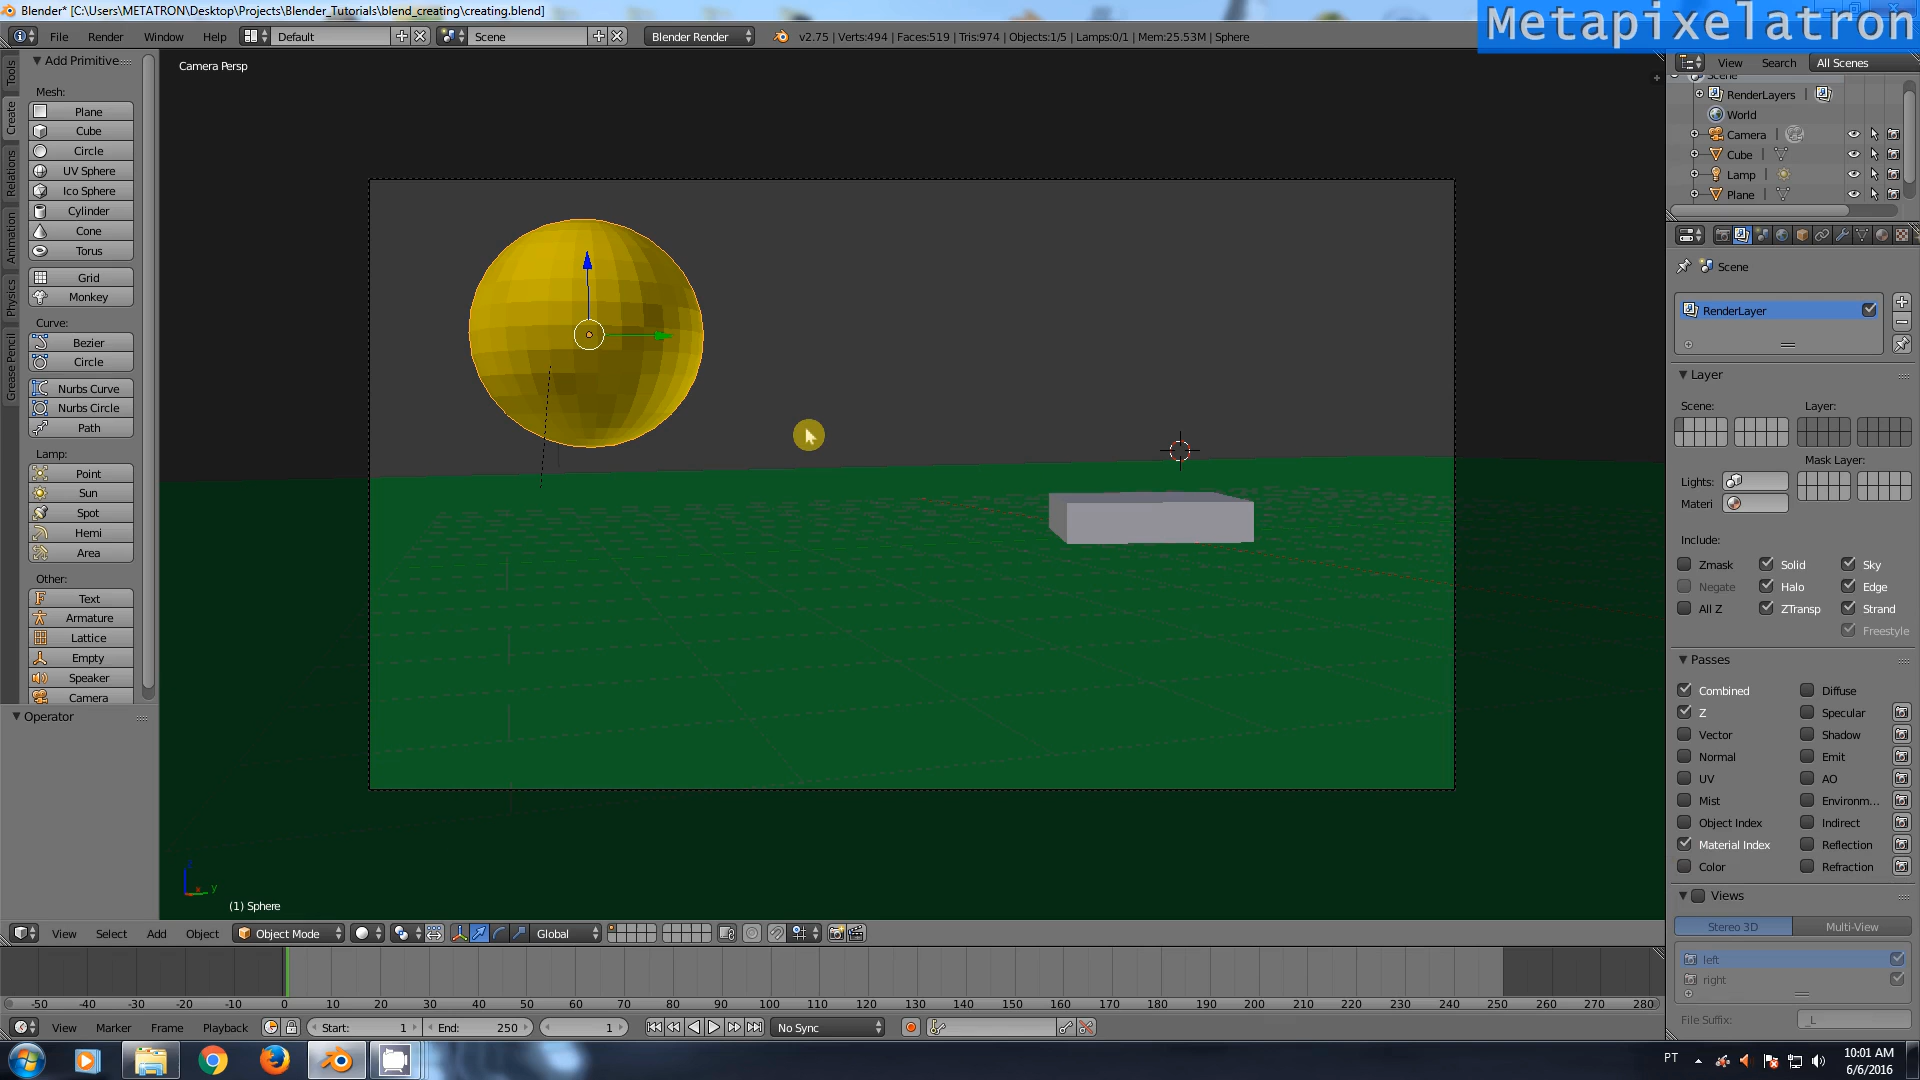 Blender* [C:\Users\METATRON\Desktop\Projects\Blender_Tutorials\blend_creating\creating.blend]
Metapixelatron
File Render Window Help Default Scene Blender Render v2.75 | Verts:494 | Faces:519 | Tris:974 | Objects:1/5 | Lamps:0/1 | Mem:25.53M | Sphere
Tools
Create
Relations
Animation
Physics
Grease Pencil
Add Primitive
Mesh:
Plane
Cube
Circle
UV Sphere
Ico Sphere
Cylinder
Cone
Torus
Grid
Monkey
Curve:
Bezier
Circle
Nurbs Curve
Nurbs Circle
Path
Lamp:
Point
Sun
Spot
Hemi
Area
Other:
Text
Armature
Lattice
Empty
Speaker
Camera
Operator
Camera Persp
z
x
y
(1) Sphere
View Search All Scenes
Scene
RenderLayers
World
Camera
Cube
Lamp
Plane
Scene
RenderLayer
Layer
Scene: Layer:
Mask Layer:
Lights:
Materi
Include:
Zmask Solid Sky
Negate Halo Edge
All Z ZTransp Strand
Freestyle
Passes
Combined Diffuse
Z Specular
Vector Shadow
Normal Emit
UV AO
Mist Environm...
Object Index Indirect
Material Index Reflection
Color Refraction
Views
Stereo 3D Multi-View
left
right
File Suffix: _L
View Select Add Object Object Mode Global
-50 -40 -30 -20 -10 0 10 20 30 40 50 60 70 80 90 100 110 120 130 140 150 160 170 180 190 200 210 220 230 240 250 260 270 280
View Marker Frame Playback Start: 1 End: 250 1 No Sync
PT
10:01 AM
6/6/2016